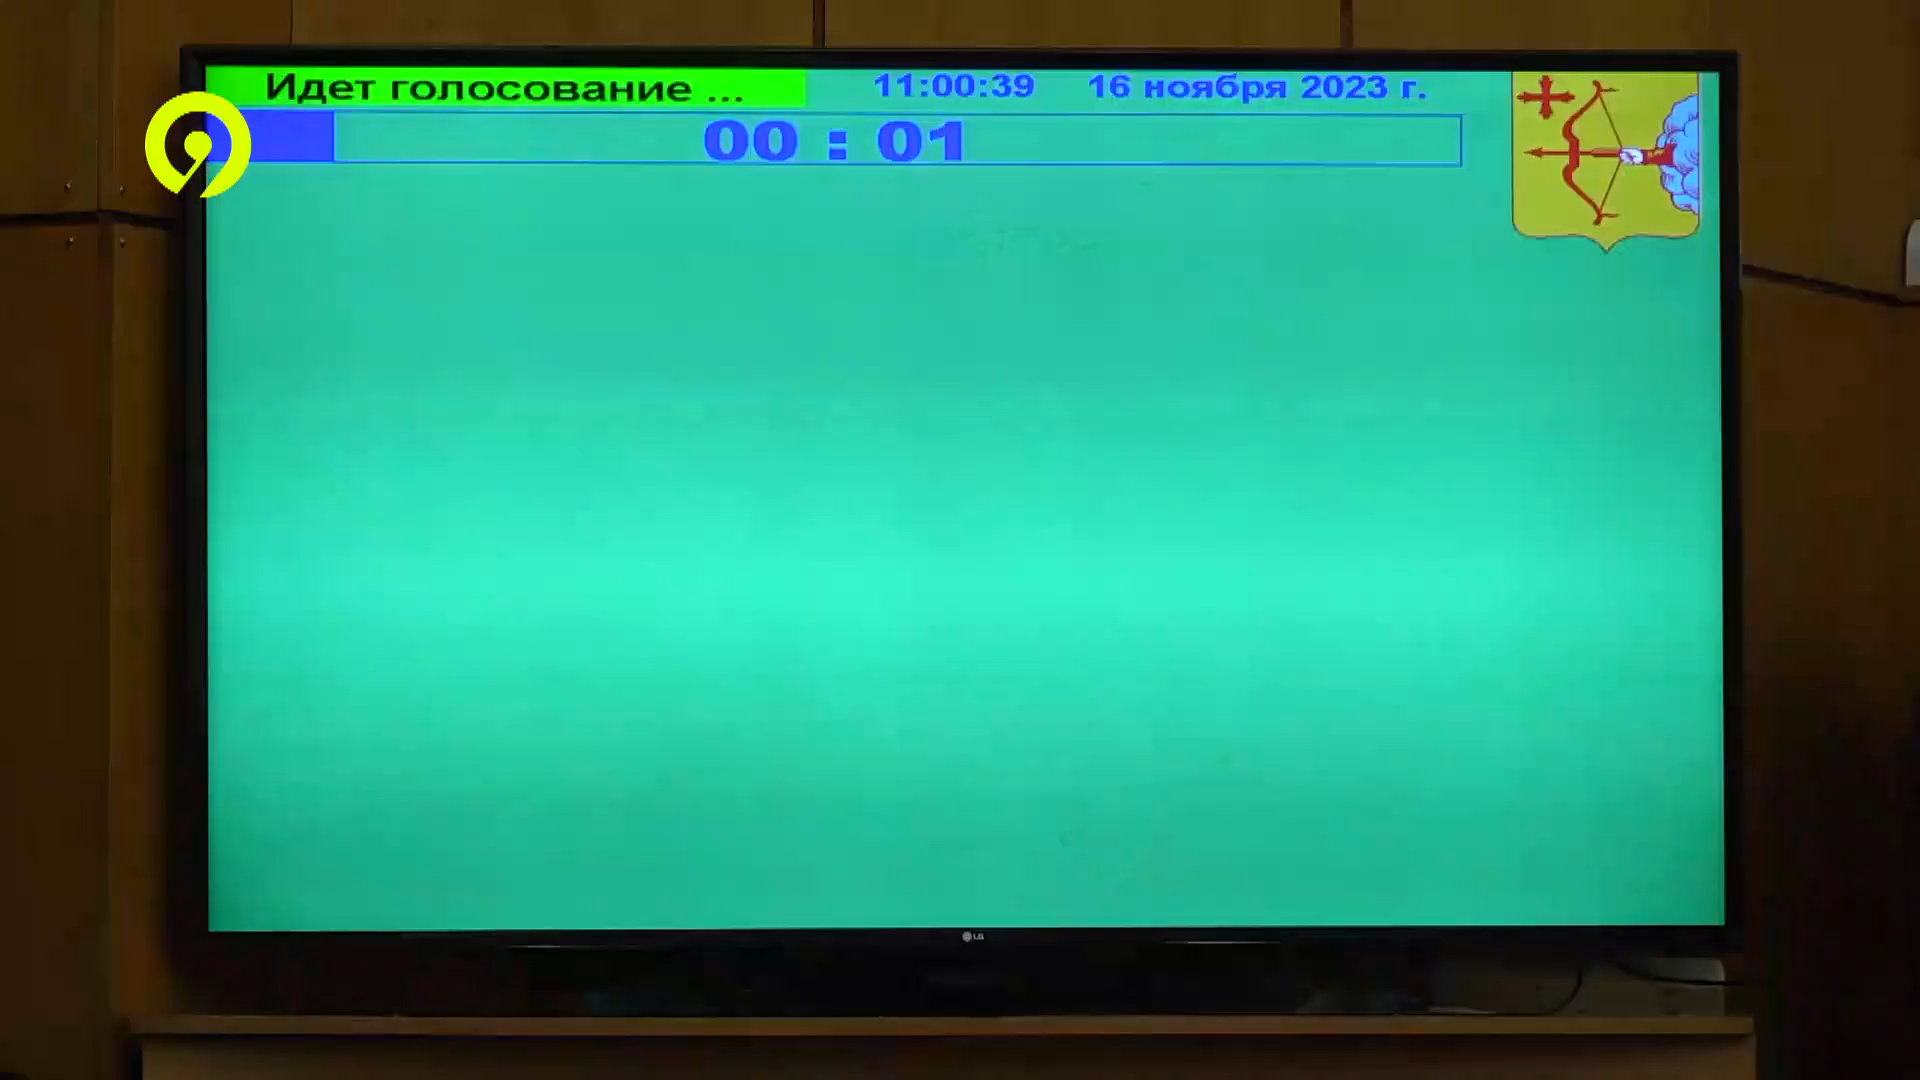 Идет голосование ... 11:00:39 16 ноября 2023 г.
00 : 01
LG